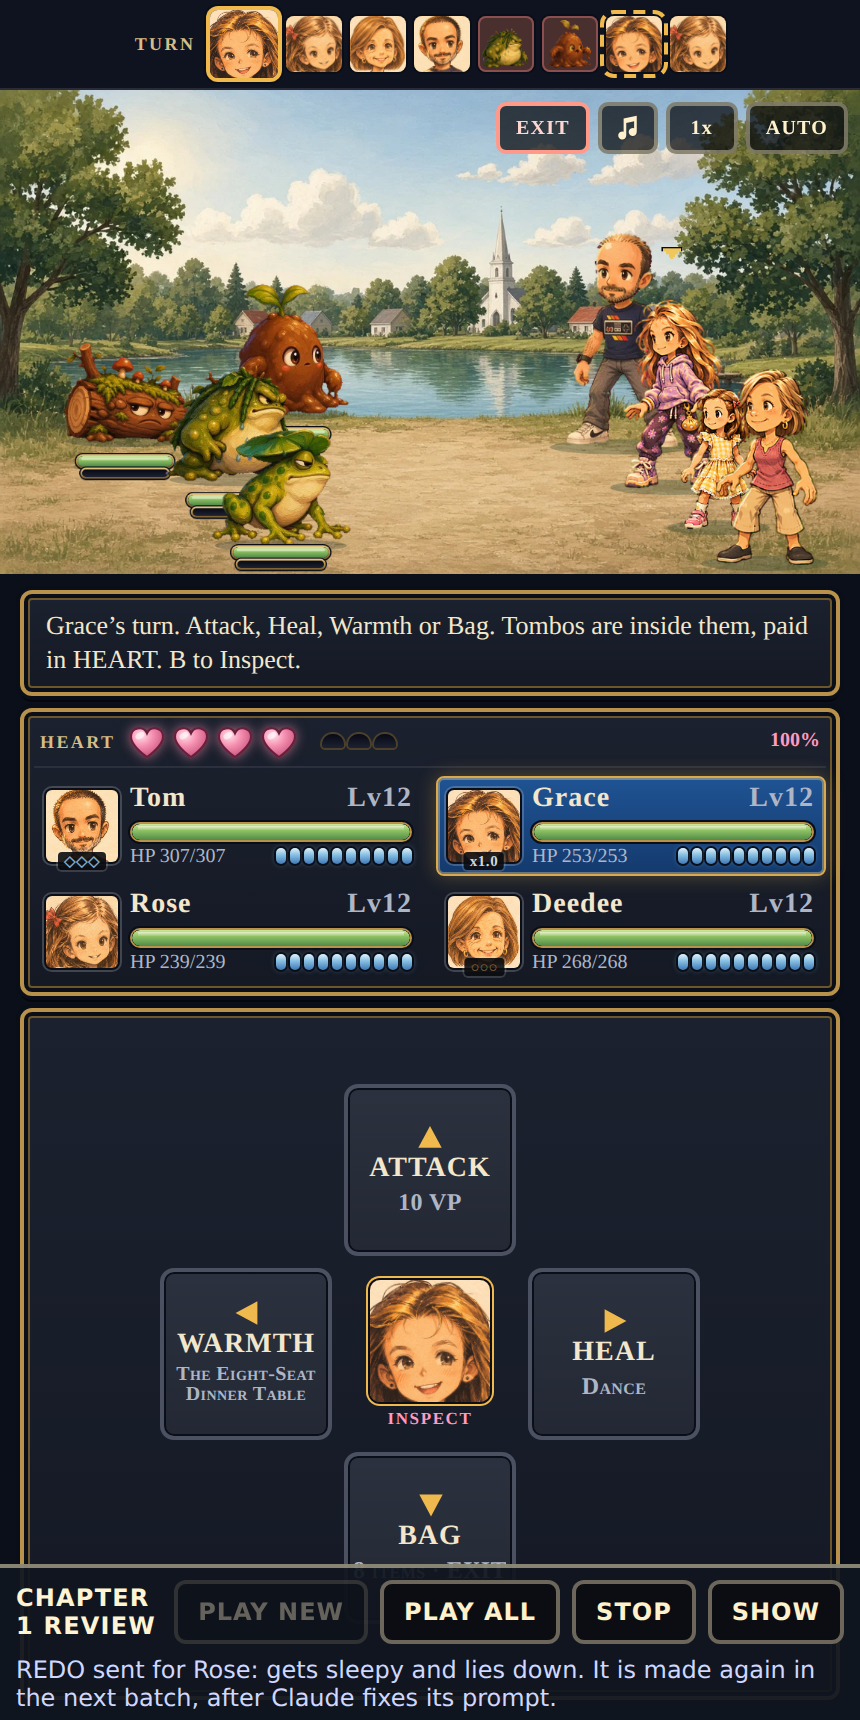 TURN
EXIT
1x
AUTO
Grace’s turn. Attack, Heal, Warmth or Bag. Tombos are inside them, paid
in HEART. B to Inspect.
HEART
100%
Tom Lv12
HP 307/307
Grace Lv12
x1.0
HP 253/253
Rose Lv12
HP 239/239
Deedee Lv12
HP 268/268
ATTACK
10 VP
WARMTH
The Eight-Seat
Dinner Table
INSPECT
HEAL
Dance
BAG
8 items · EXIT
CHAPTER
1 REVIEW
PLAY NEW
PLAY ALL
STOP
SHOW
REDO sent for Rose: gets sleepy and lies down. It is made again in
the next batch, after Claude fixes its prompt.